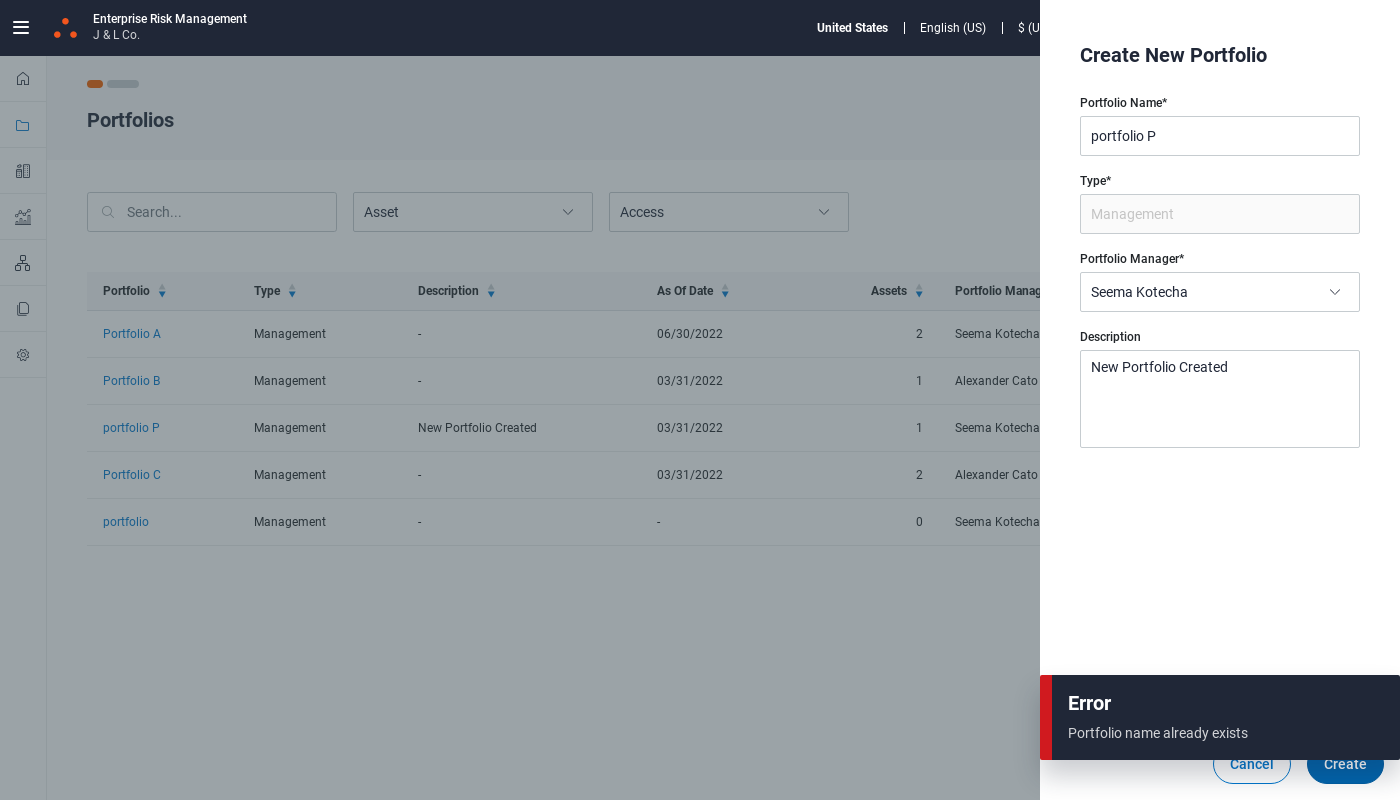 Enterprise Risk Management
J & L Co.
United States
English (US)
$ (U
Portfolios
Search...
Asset
Access
Portfolio Type Description As Of Date Assets Portfolio Manag
Portfolio A Management - 06/30/2022 2 Seema Kotecha
Portfolio B Management - 03/31/2022 1 Alexander Cato
portfolio P Management New Portfolio Created 03/31/2022 1 Seema Kotecha
Portfolio C Management - 03/31/2022 2 Alexander Cato
portfolio Management - - 0 Seema Kotecha
Create New Portfolio
Portfolio Name*
portfolio P
Type*
Management
Portfolio Manager*
Seema Kotecha
Description
New Portfolio Created
Error
Portfolio name already exists
Cancel
Create